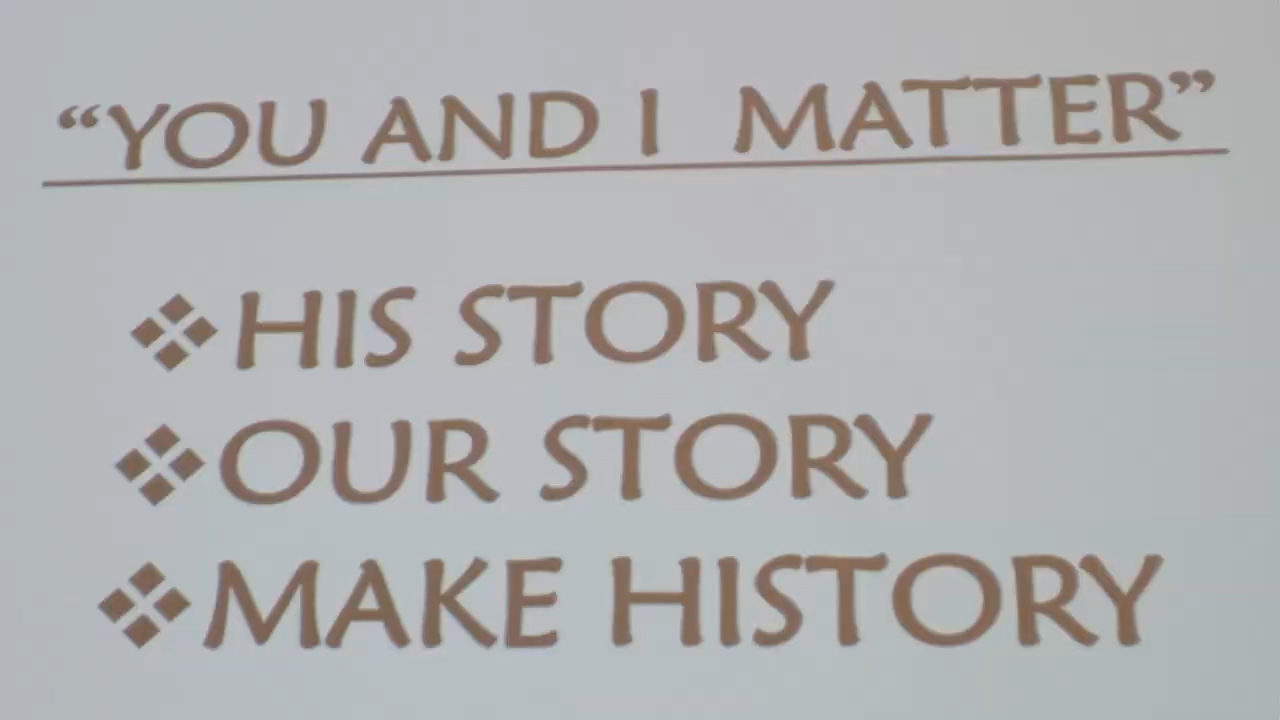 “YOU AND I MATTER”
❖HIS STORY
❖OUR STORY
❖MAKE HISTORY